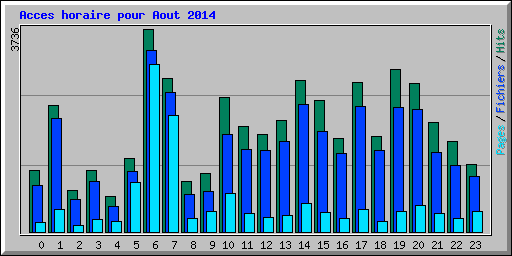 Acces horaire pour Aout 2014
3736
Pages / Fichiers / Hits
0 1 2 3 4 5 6 7 8 9 10 11 12 13 14 15 16 17 18 19 20 21 22 23